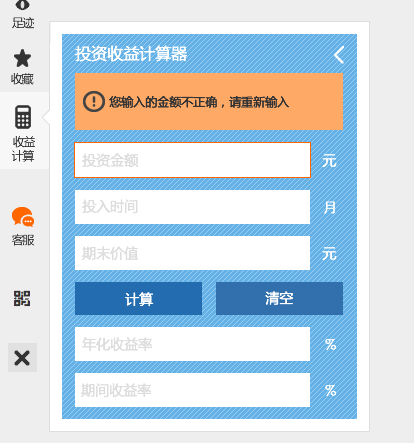 足迹
收藏
收益
计算
客服
投资收益计算器
您输入的金额不正确，请重新输入
投资金额 元
投入时间 月
期末价值 元
计算 清空
年化收益率 %
期间收益率 %